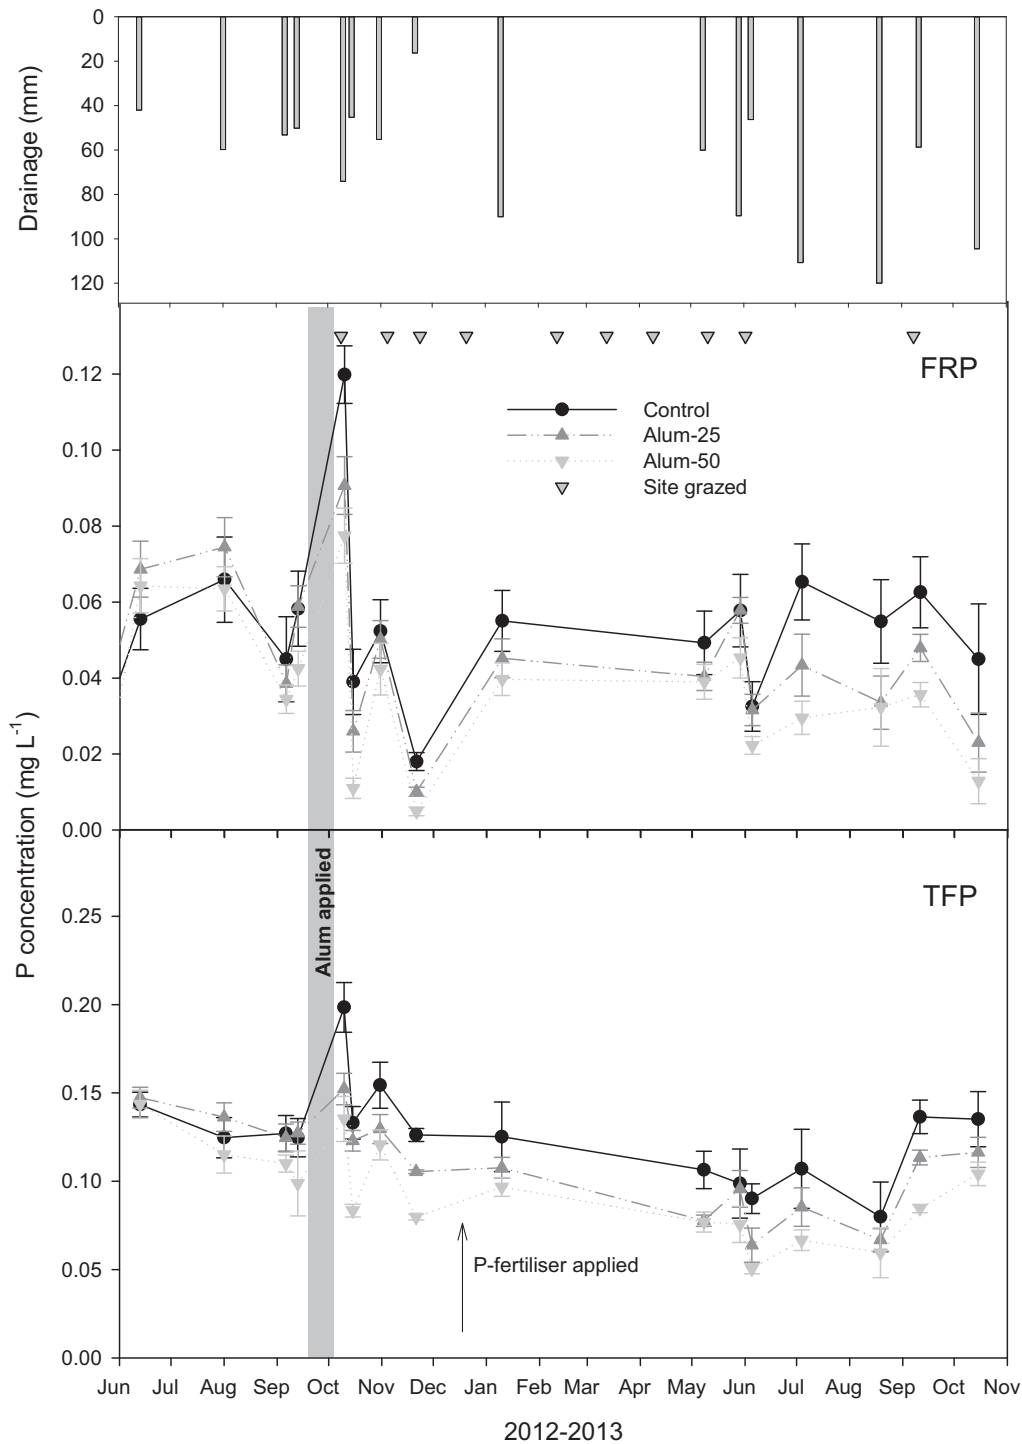 0
20
40
60
80
100
120
Drainage (mm)
FRP
0.12
0.10
0.08
0.06
0.04
0.02
0.00
Control
Alum-25
Alum-50
Site grazed
P concentration (mg L-1)
TFP
Alum applied
0.25
0.20
0.15
0.10
0.05
0.00
P-fertiliser applied
Jun Jul Aug Sep Oct Nov Dec Jan Feb Mar Apr May Jun Jul Aug Sep Oct Nov
2012-2013